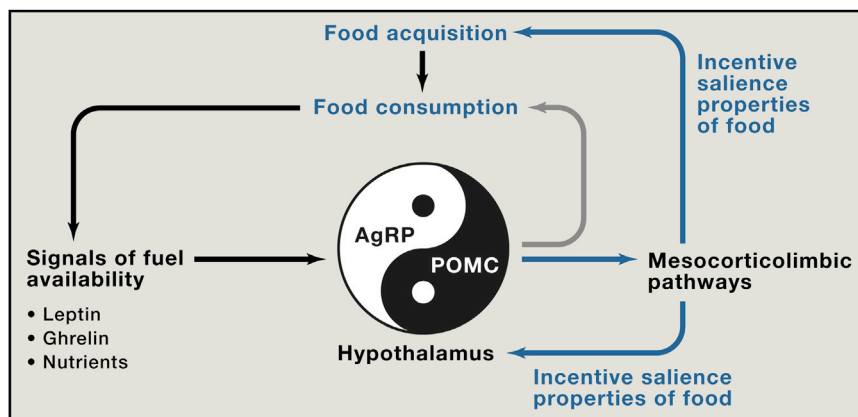 Food acquisition
Incentive
salience
properties
of food
Food consumption
AgRP
POMC
Signals of fuel
availability
• Leptin
• Ghrelin
• Nutrients
Mesocorticolimbic
pathways
Hypothalamus
Incentive salience
properties of food